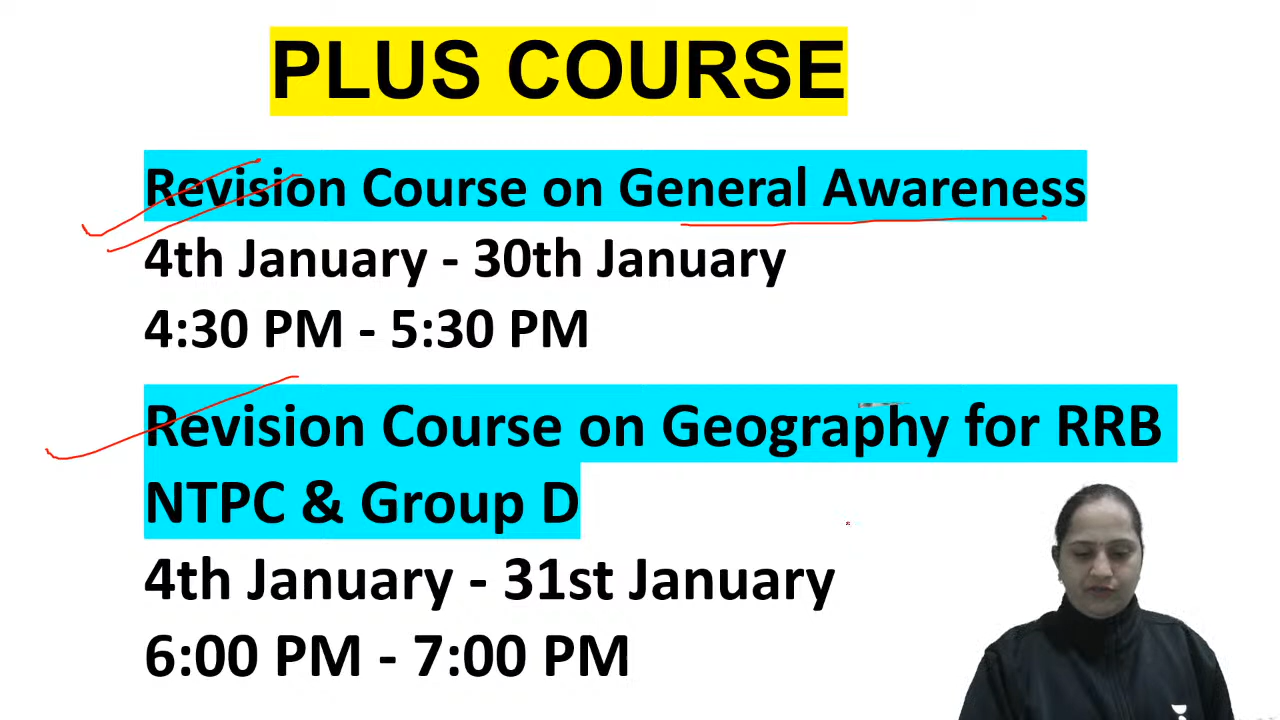 PLUS COURSE
Revision Course on General Awareness
4th January - 30th January
4:30 PM - 5:30 PM
Revision Course on Geography for RRB
NTPC & Group D
4th January - 31st January
6:00 PM - 7:00 PM